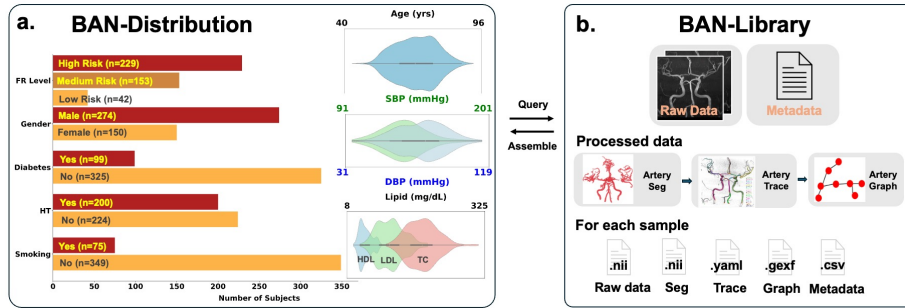 a.
BAN-Distribution
FR Level
High Risk (n=229)
Medium Risk (n=153)
Low Risk (n=42)
Gender
Male (n=274)
Female (n=150)
Diabetes
Yes (n=99)
No (n=325)
HT
Yes (n=200)
No (n=224)
Smoking
Yes (n=75)
No (n=349)
0 50 100 150 200 250 300 350
Number of Subjects
Age (yrs)
40 96
SBP (mmHg)
91 201
31 119
DBP (mmHg)
Lipid (mg/dL)
8 325
HDL LDL TC
Query
Assemble
b.
BAN-Library
Raw Data
Metadata
Processed data
Artery
Seg
Artery
Trace
Artery
Graph
For each sample
.nii .nii .yaml .gexf .csv
Raw data Seg Trace Graph Metadata